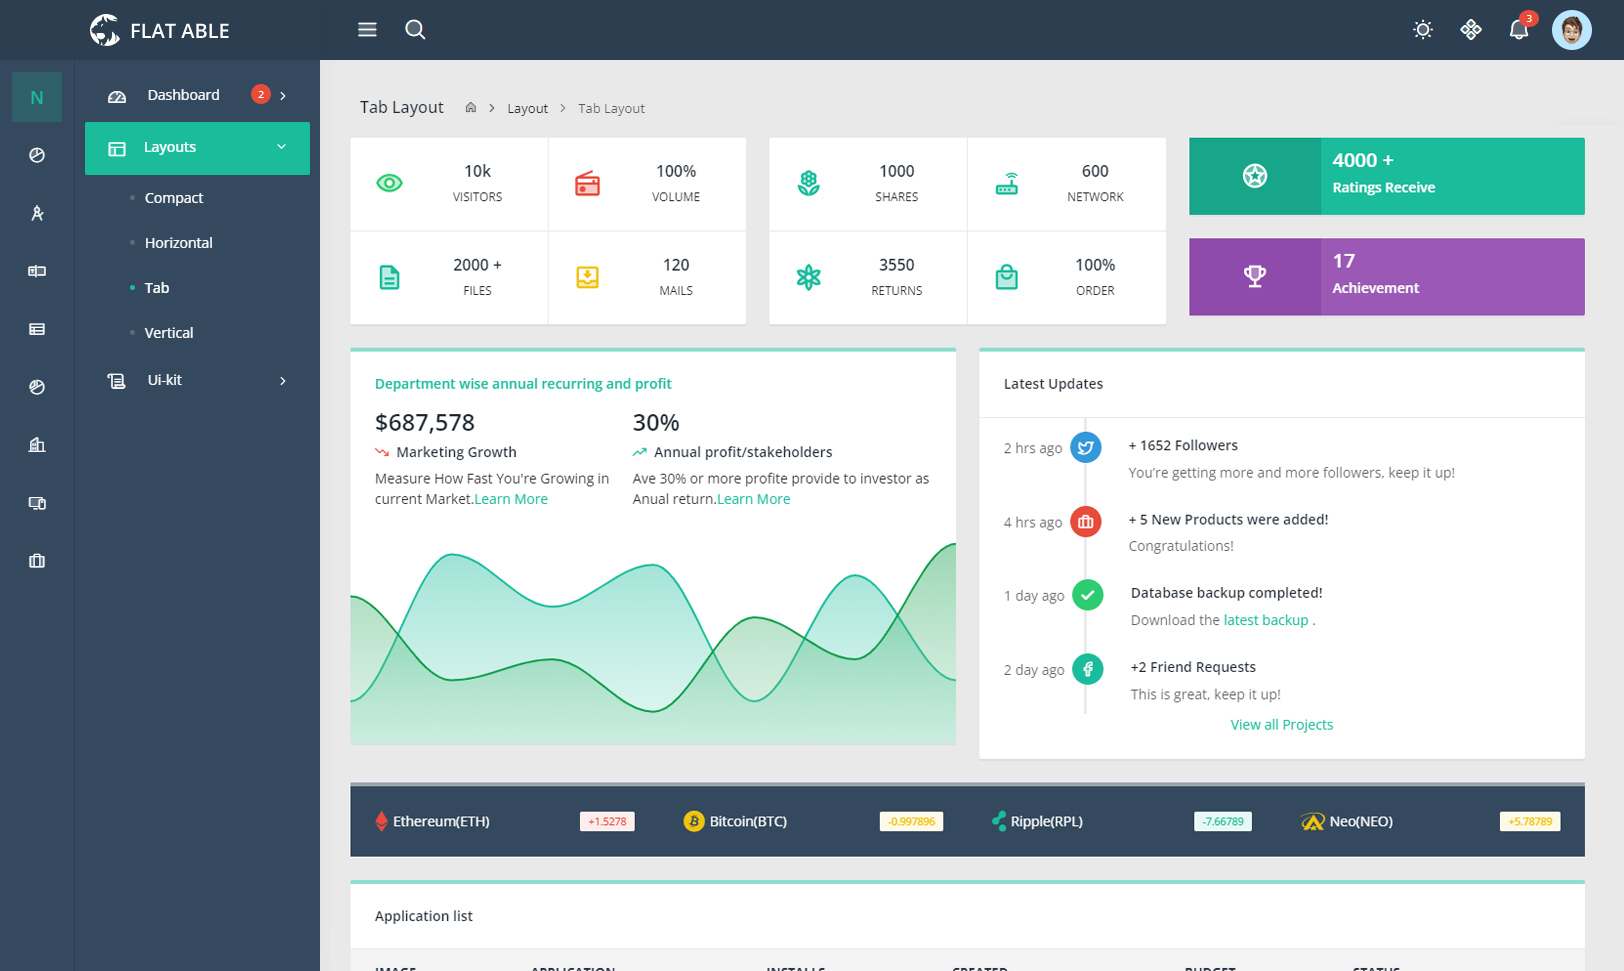 FLAT ABLE
3
N
Dashboard 2
Layouts
Compact
Horizontal
Tab
Vertical
Ui-kit
Tab Layout
Layout
Tab Layout
10k
VISITORS
100%
VOLUME
2000 +
FILES
120
MAILS
1000
SHARES
600
NETWORK
3550
RETURNS
100%
ORDER
4000 +
Ratings Receive
17
Achievement
Department wise annual recurring and profit
$687,578
Marketing Growth
Measure How Fast You're Growing in
current Market.Learn More
30%
Annual profit/stakeholders
Ave 30% or more profite provide to investor as
Anual return.Learn More
Latest Updates
2 hrs ago
+ 1652 Followers
You’re getting more and more followers, keep it up!
4 hrs ago
+ 5 New Products were added!
Congratulations!
1 day ago
Database backup completed!
Download the latest backup .
2 day ago
+2 Friend Requests
This is great, keep it up!
View all Projects
Ethereum(ETH) +1.5278
Bitcoin(BTC) -0.997896
Ripple(RPL) -7.66789
Neo(NEO) +5.78789
Application list
IMAGE APPLICATION INSTALLS CREATED BUDGET STATUS